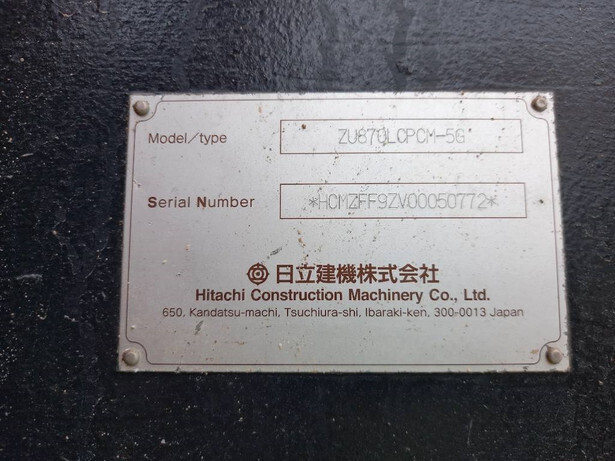 Model/type ZU870LCPCM-5G
Serial Number *HCMZFF9ZV00050772*
日立建機株式会社
Hitachi Construction Machinery Co., Ltd.
650, Kandatsu-machi, Tsuchiura-shi, Ibaraki-ken, 300-0013 Japan